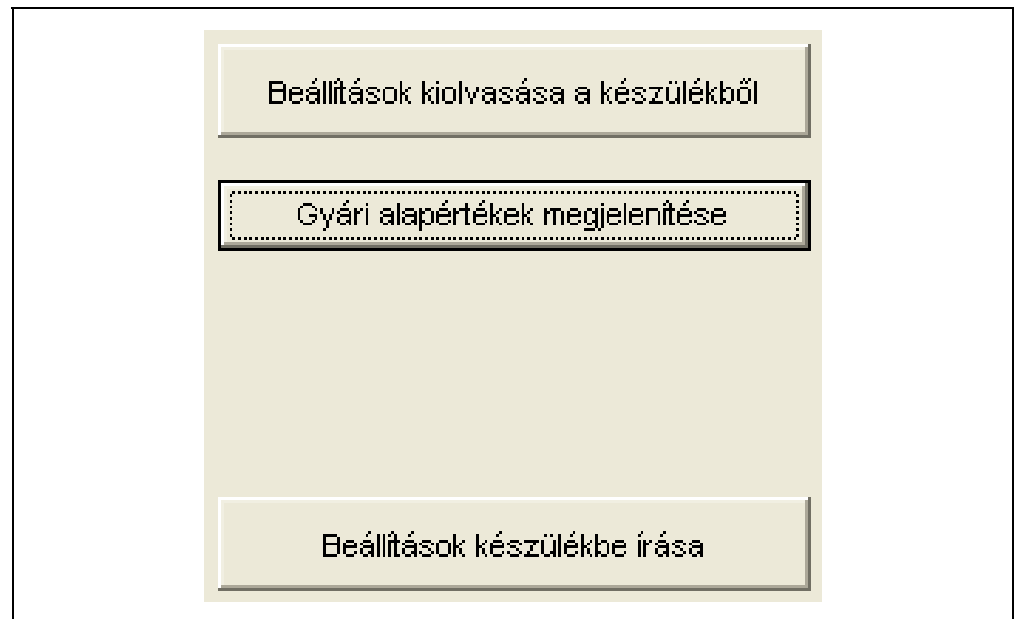 Beállítások kiolvasása a készülékből
Gyári alapértékek megjelenítése
Beállítások készülékbe írása